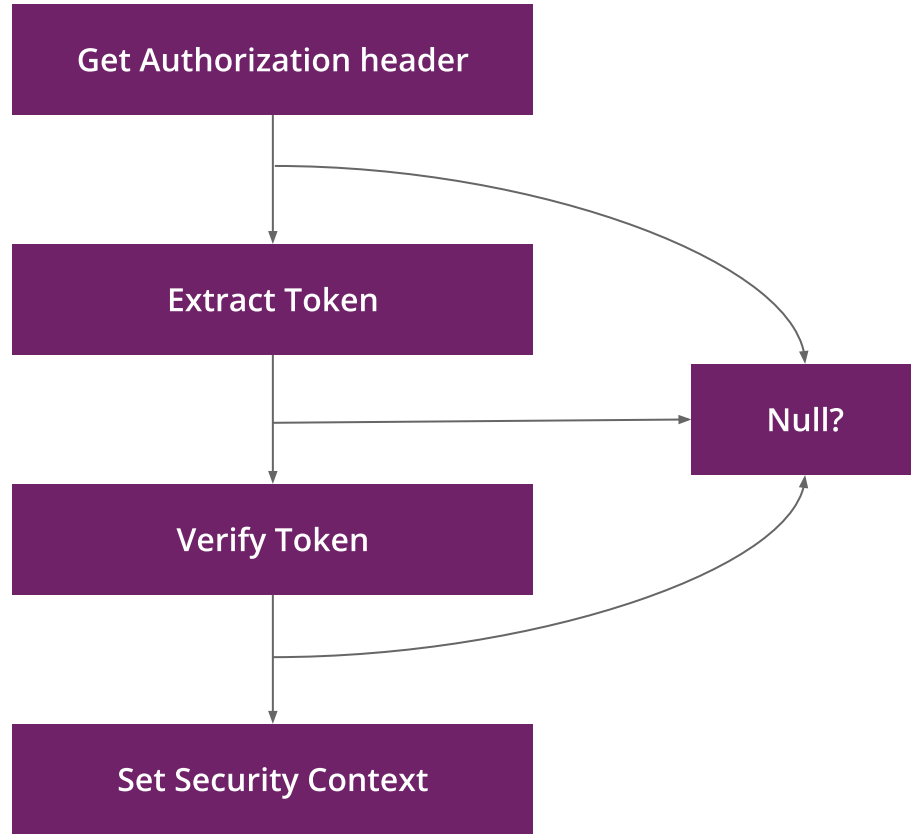 Get Authorization header
Extract Token
Null?
Verify Token
Set Security Context